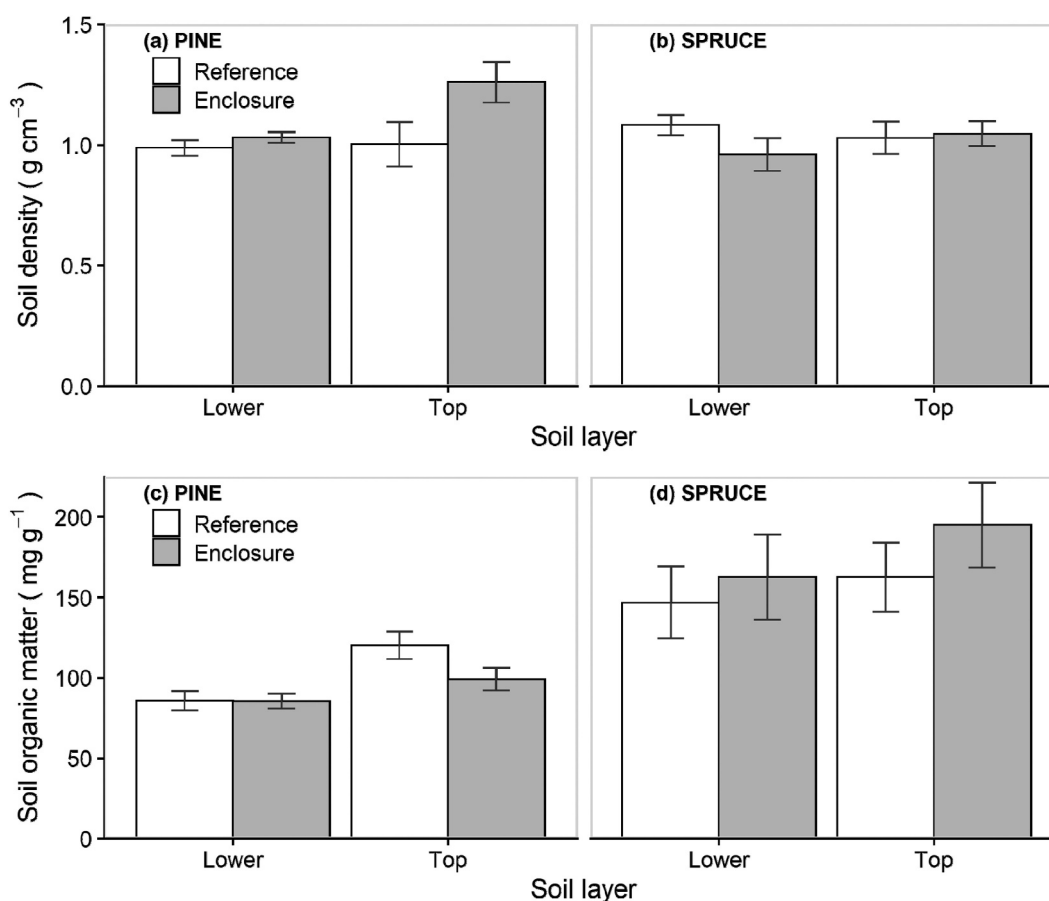 (a) PINE
Reference
Enclosure
(b) SPRUCE
1.5
1.0
0.5
0.0
Soil density ( g cm⁻³ )
Lower
Top
Lower
Top
Soil layer
(c) PINE
Reference
Enclosure
(d) SPRUCE
200
150
100
50
0
Soil organic matter ( mg g⁻¹ )
Lower
Top
Lower
Top
Soil layer